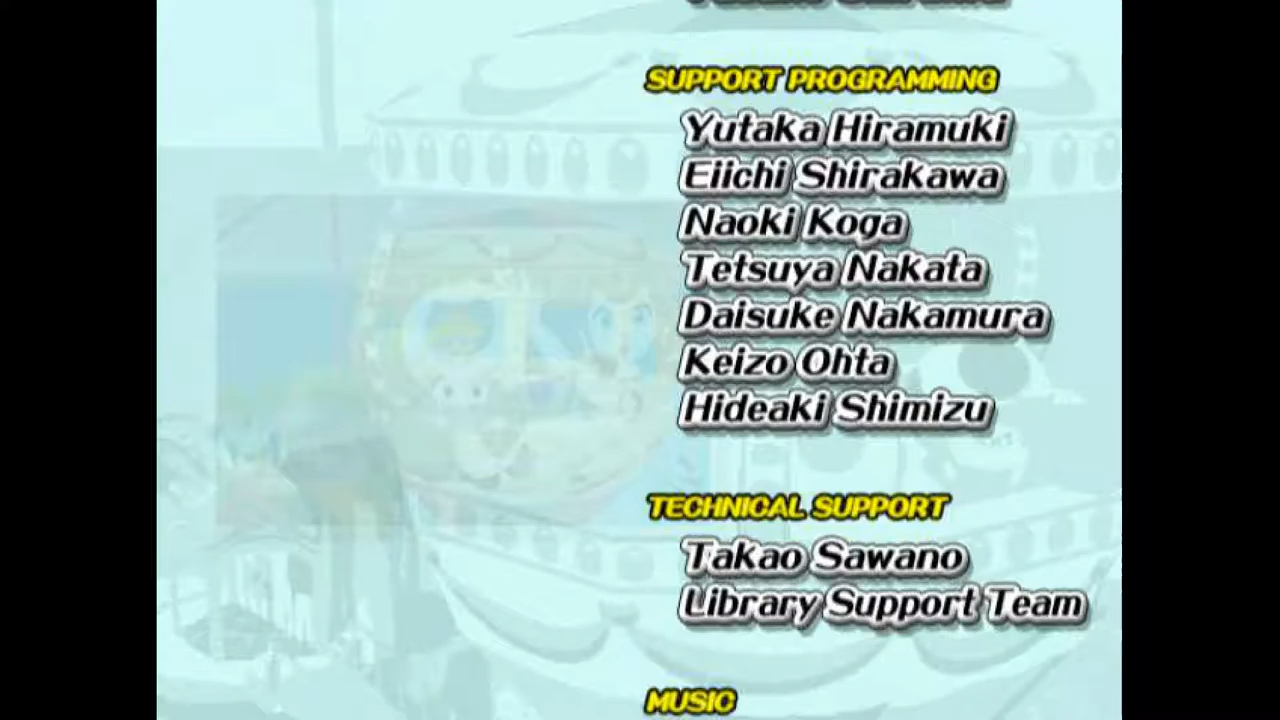 SUPPORT PROGRAMMING
Yutaka Hiramuki
Eiichi Shirakawa
Naoki Koga
Tetsuya Nakata
Daisuke Nakamura
Keizo Ohta
Hideaki Shimizu
TECHNICAL SUPPORT
Takao Sawano
Library Support Team
MUSIC